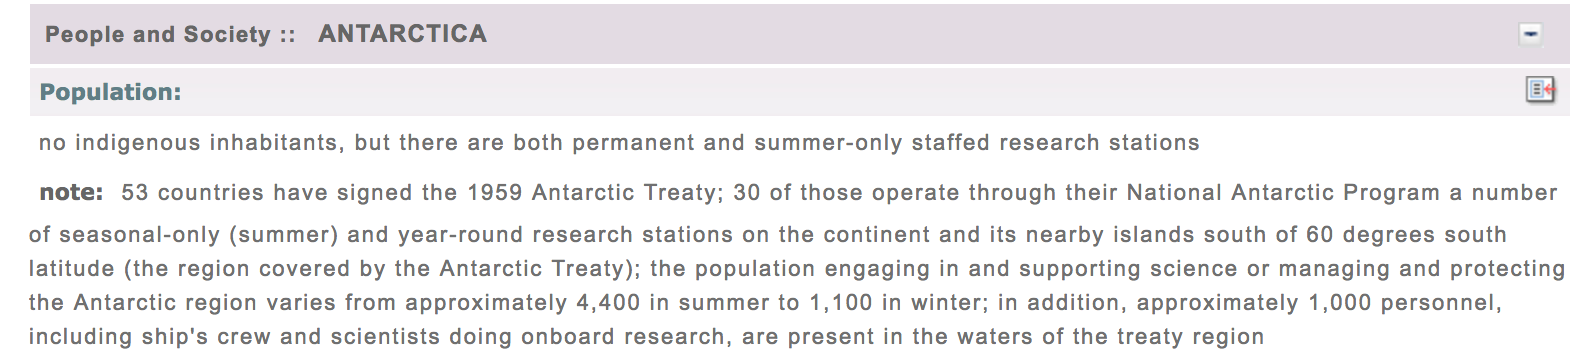 People and Society :: ANTARCTICA
Population:
no indigenous inhabitants, but there are both permanent and summer-only staffed research stations
note: 53 countries have signed the 1959 Antarctic Treaty; 30 of those operate through their National Antarctic Program a number
of seasonal-only (summer) and year-round research stations on the continent and its nearby islands south of 60 degrees south
latitude (the region covered by the Antarctic Treaty); the population engaging in and supporting science or managing and protecting
the Antarctic region varies from approximately 4,400 in summer to 1,100 in winter; in addition, approximately 1,000 personnel,
including ship's crew and scientists doing onboard research, are present in the waters of the treaty region